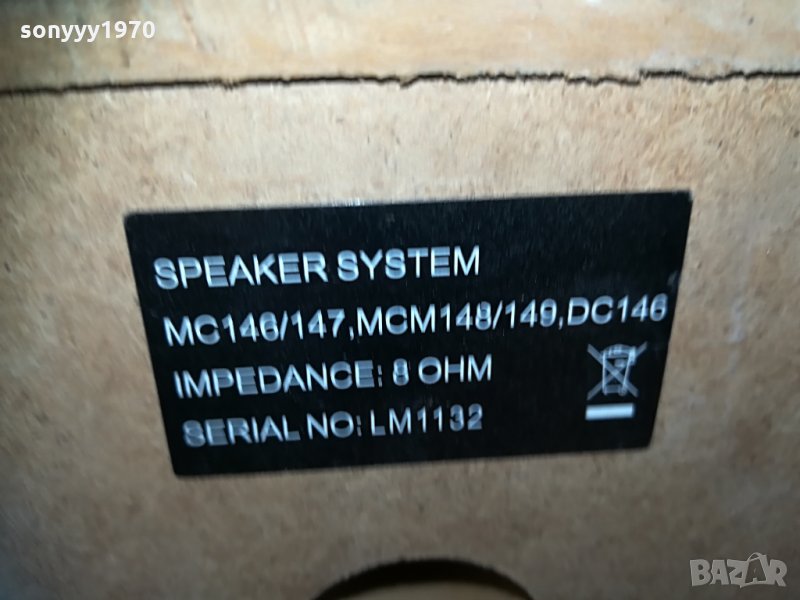 sonyyy1970
SPEAKER SYSTEM
MC146/147,MCM148/149,DC146
IMPEDANCE: 8 OHM
SERIAL NO: LM1132
BAZAR